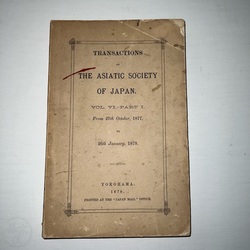 TRANSACTIONS
OF
THE ASIATIC SOCIETY
OF JAPAN.
VOL. VI.—PART I.
From 27th October, 1877,
to
26th January, 1878.
YOKOHAMA.
1878.
PRINTED AT THE "JAPAN MAIL" OFFICE.